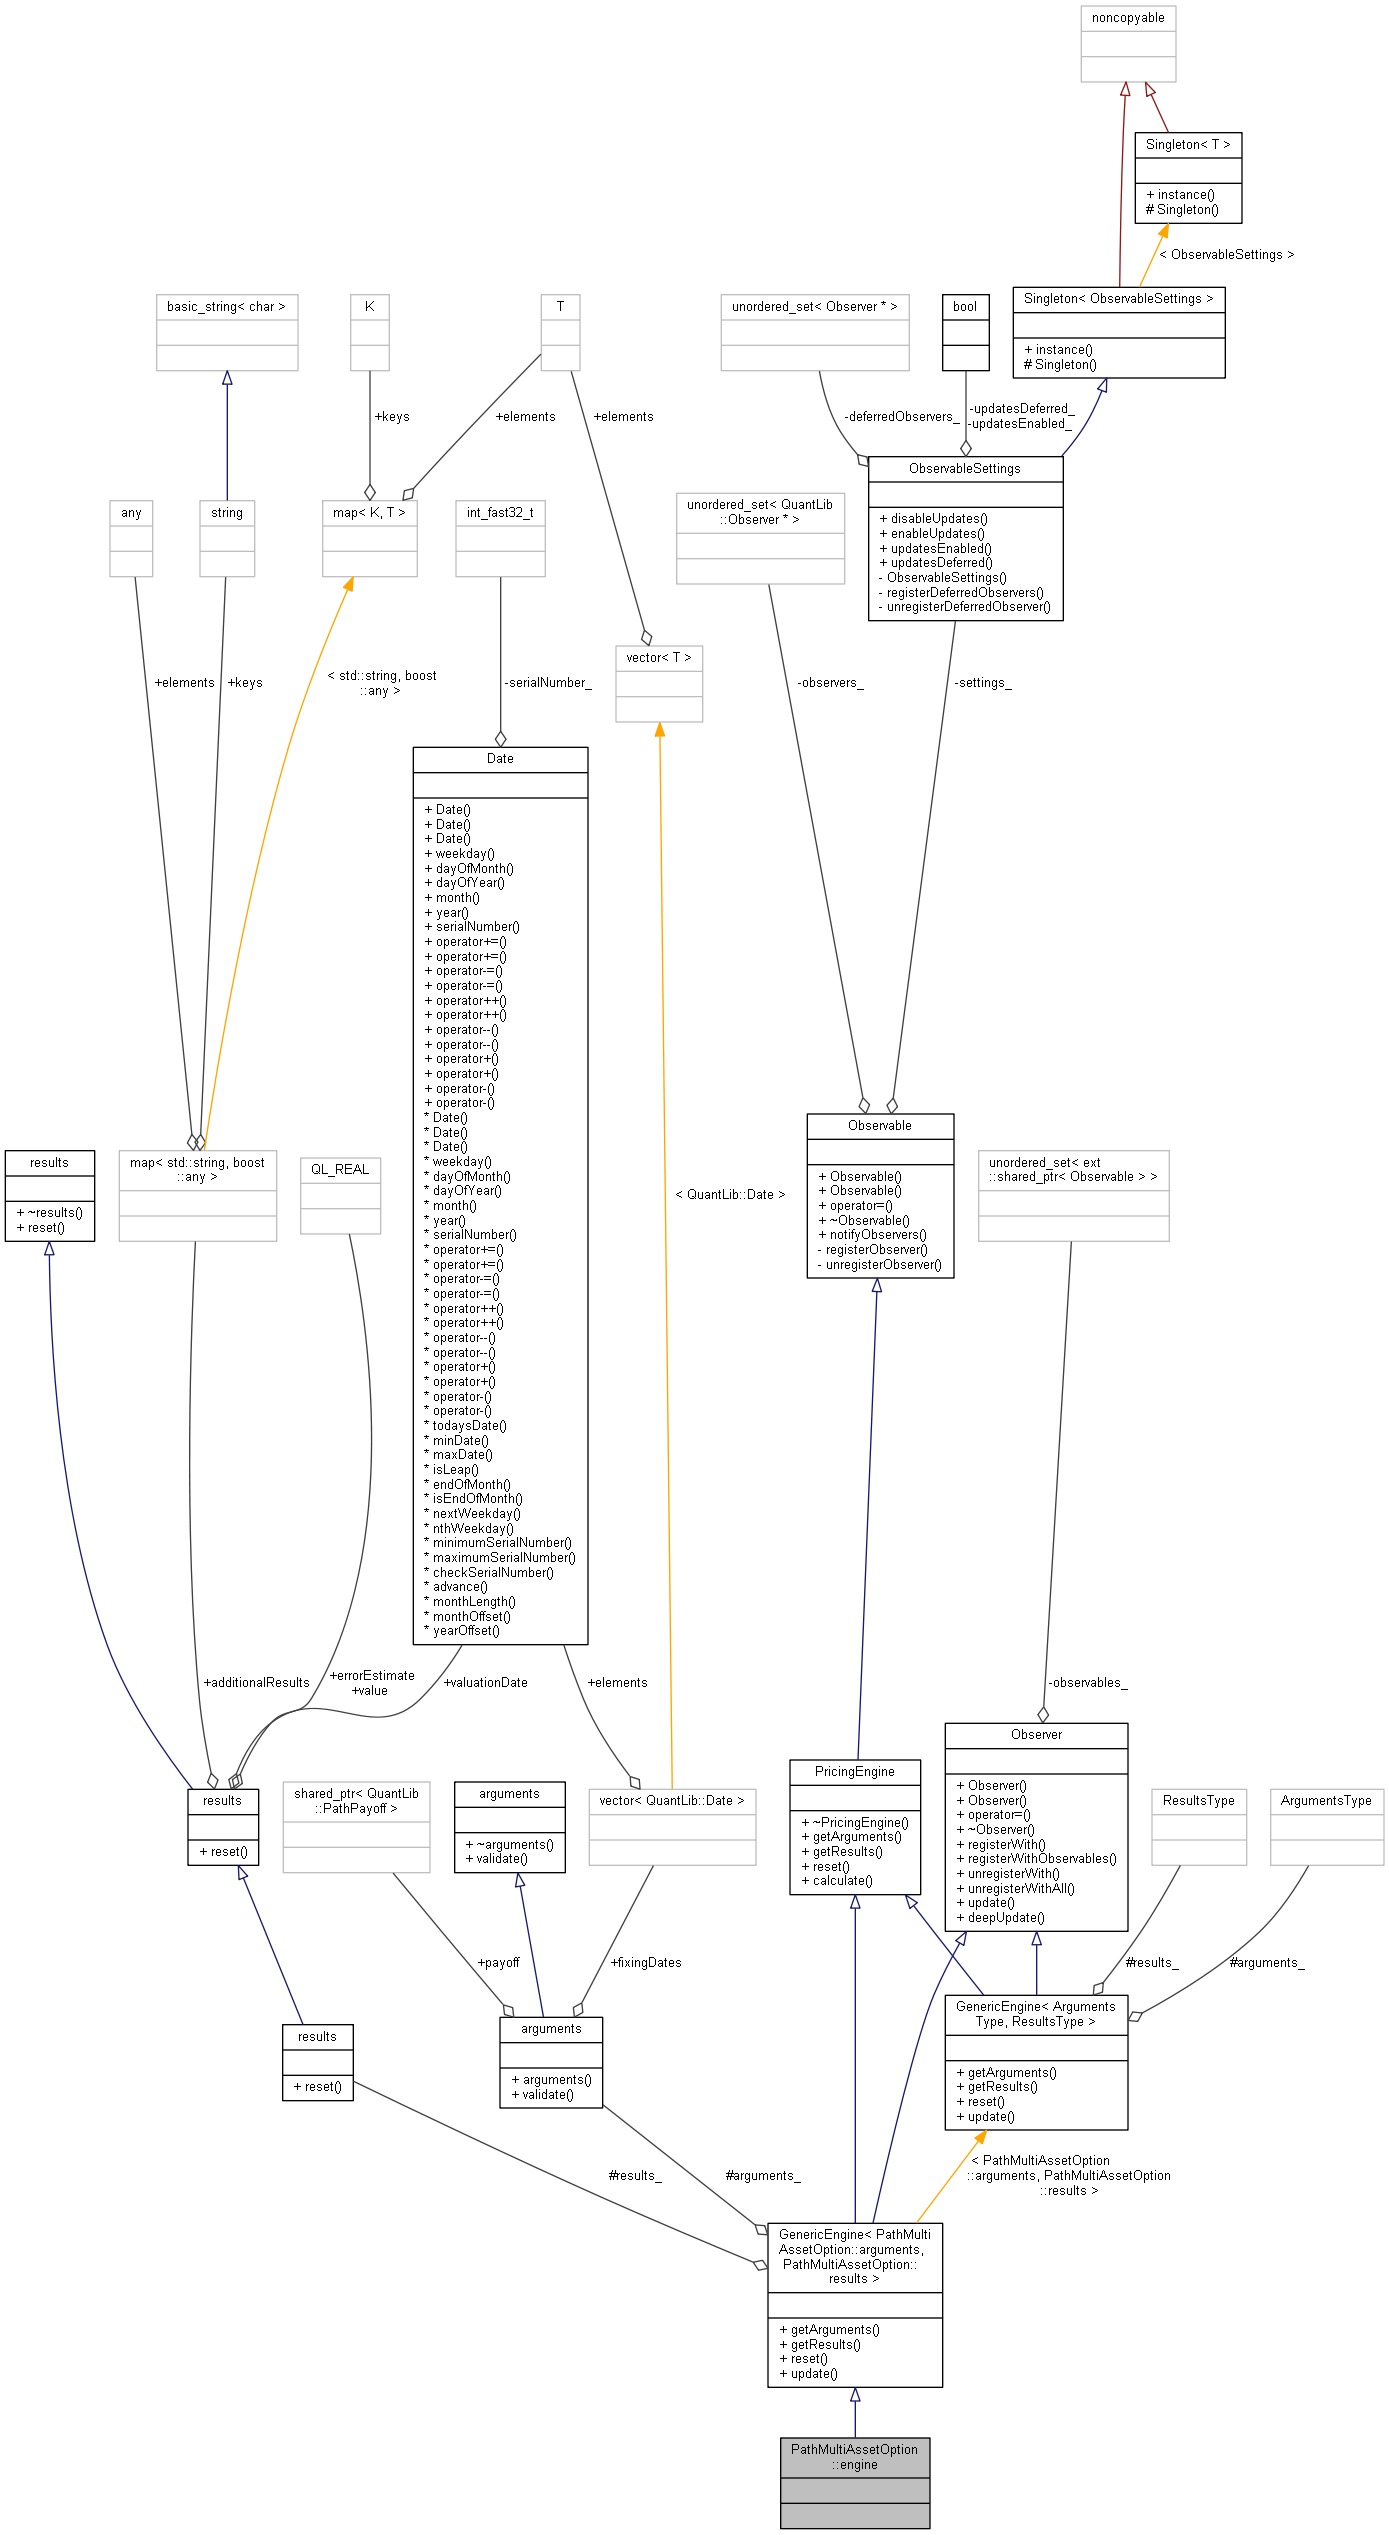 noncopyable
Singleton< T >
+ instance()
# Singleton()
< ObservableSettings >
basic_string< char >
K
T
unordered_set< Observer * >
bool
Singleton< ObservableSettings >
+ instance()
# Singleton()
+keys
+elements
+elements
-deferredObservers_
-updatesDeferred_
-updatesEnabled_
any
string
map< K, T >
int_fast32_t
unordered_set< QuantLib
::Observer * >
ObservableSettings
+ disableUpdates()
+ enableUpdates()
+ updatesEnabled()
+ updatesDeferred()
- ObservableSettings()
- registerDeferredObservers()
- unregisterDeferredObserver()
vector< T >
+elements
+keys
< std::string, boost
::any >
-serialNumber_
-observers_
-settings_
Date
+ Date()
+ Date()
+ Date()
+ weekday()
+ dayOfMonth()
+ dayOfYear()
+ month()
+ year()
+ serialNumber()
+ operator+=()
+ operator+=()
+ operator-=()
+ operator-=()
+ operator++()
+ operator++()
+ operator--()
+ operator--()
+ operator+()
+ operator+()
+ operator-()
+ operator-()
* Date()
* Date()
* Date()
* weekday()
* dayOfMonth()
* dayOfYear()
* month()
* year()
* serialNumber()
* operator+=()
* operator+=()
* operator-=()
* operator-=()
* operator++()
* operator++()
* operator--()
* operator--()
* operator+()
* operator+()
* operator-()
* operator-()
* todaysDate()
* minDate()
* maxDate()
* isLeap()
* endOfMonth()
* isEndOfMonth()
* nextWeekday()
* nthWeekday()
* minimumSerialNumber()
* maximumSerialNumber()
* checkSerialNumber()
* advance()
* monthLength()
* monthOffset()
* yearOffset()
results
+ ~results()
+ reset()
map< std::string, boost
::any >
QL_REAL
< QuantLib::Date >
Observable
+ Observable()
+ Observable()
+ operator=()
+ ~Observable()
+ notifyObservers()
- registerObserver()
- unregisterObserver()
unordered_set< ext
::shared_ptr< Observable > >
+additionalResults
+errorEstimate
+value
+valuationDate
+elements
-observables_
results
+ reset()
shared_ptr< QuantLib
::PathPayoff >
arguments
+ ~arguments()
+ validate()
vector< QuantLib::Date >
PricingEngine
+ ~PricingEngine()
+ getArguments()
+ getResults()
+ reset()
+ calculate()
Observer
+ Observer()
+ Observer()
+ operator=()
+ ~Observer()
+ registerWith()
+ registerWithObservables()
+ unregisterWith()
+ unregisterWithAll()
+ update()
+ deepUpdate()
ResultsType
ArgumentsType
+payoff
+fixingDates
#results_
#arguments_
results
+ reset()
arguments
+ arguments()
+ validate()
GenericEngine< Arguments
Type, ResultsType >
+ getArguments()
+ getResults()
+ reset()
+ update()
#results_
#arguments_
< PathMultiAssetOption
::arguments, PathMultiAssetOption
::results >
GenericEngine< PathMulti
AssetOption::arguments,
PathMultiAssetOption::
results >
+ getArguments()
+ getResults()
+ reset()
+ update()
PathMultiAssetOption
::engine